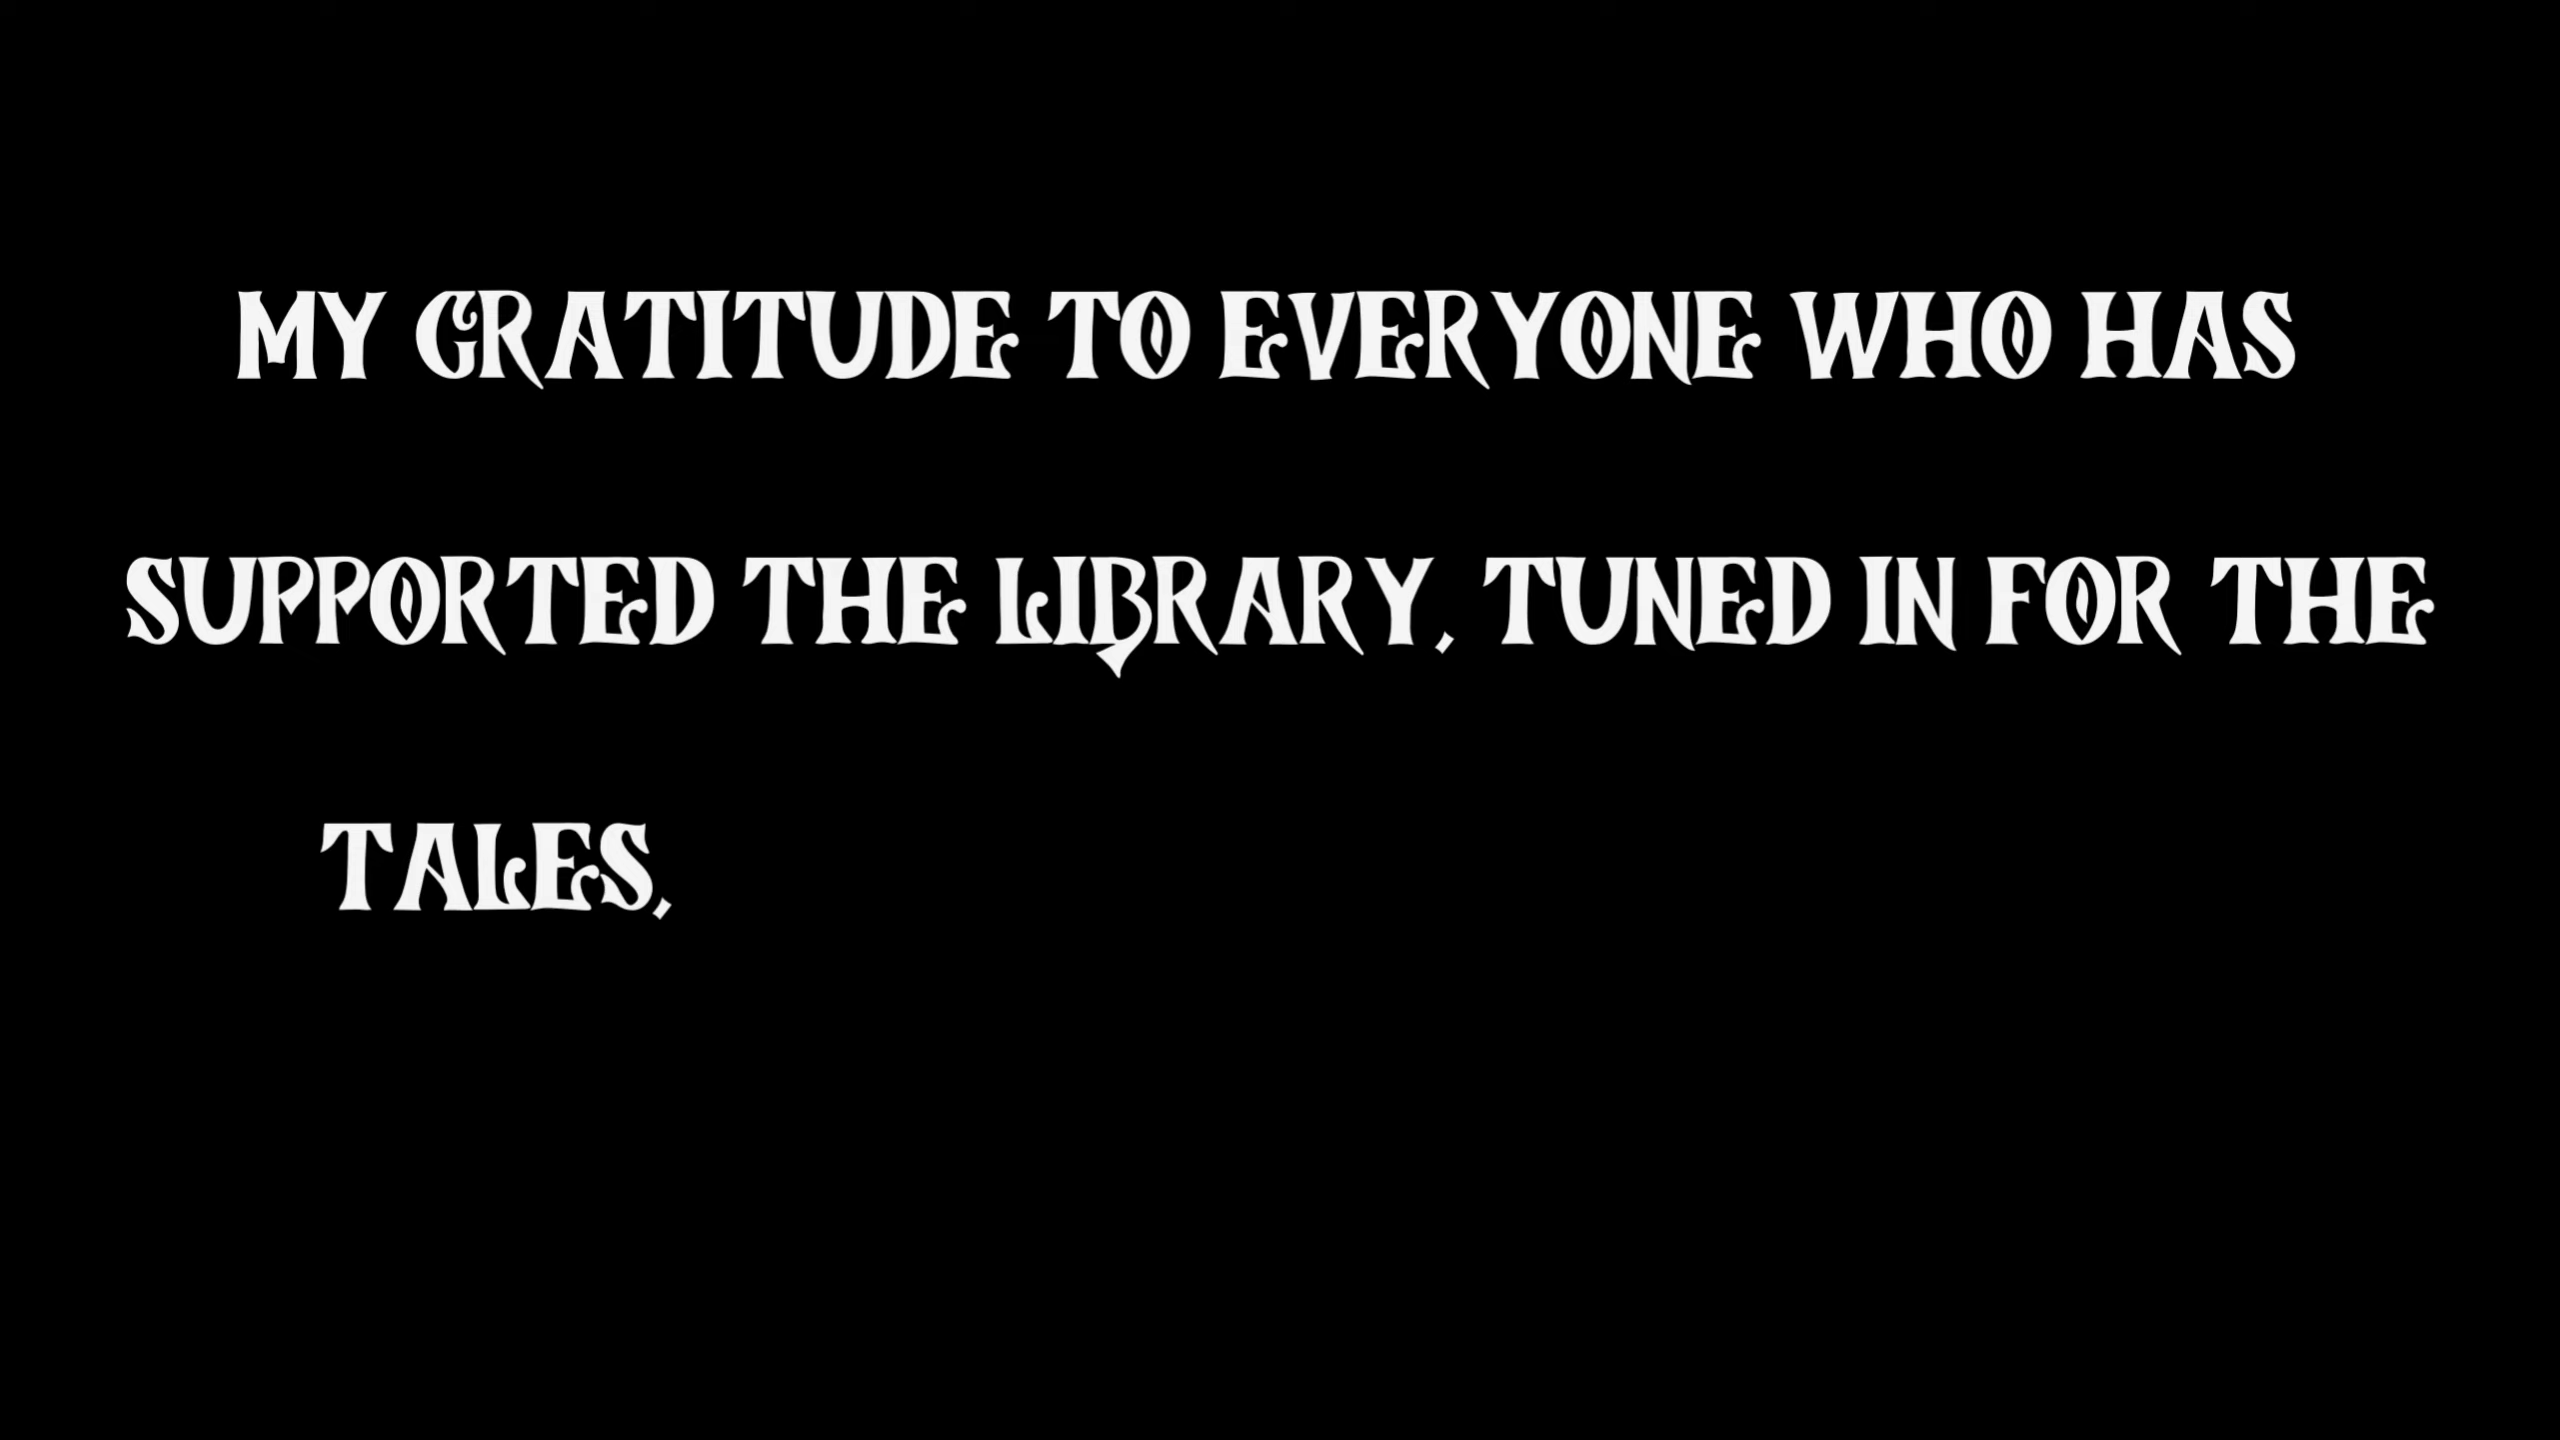 MY GRATITUDE TO EVERYONE WHO HAS
SUPPORTED THE LIBRARY, TUNED IN FOR THE
TALES,